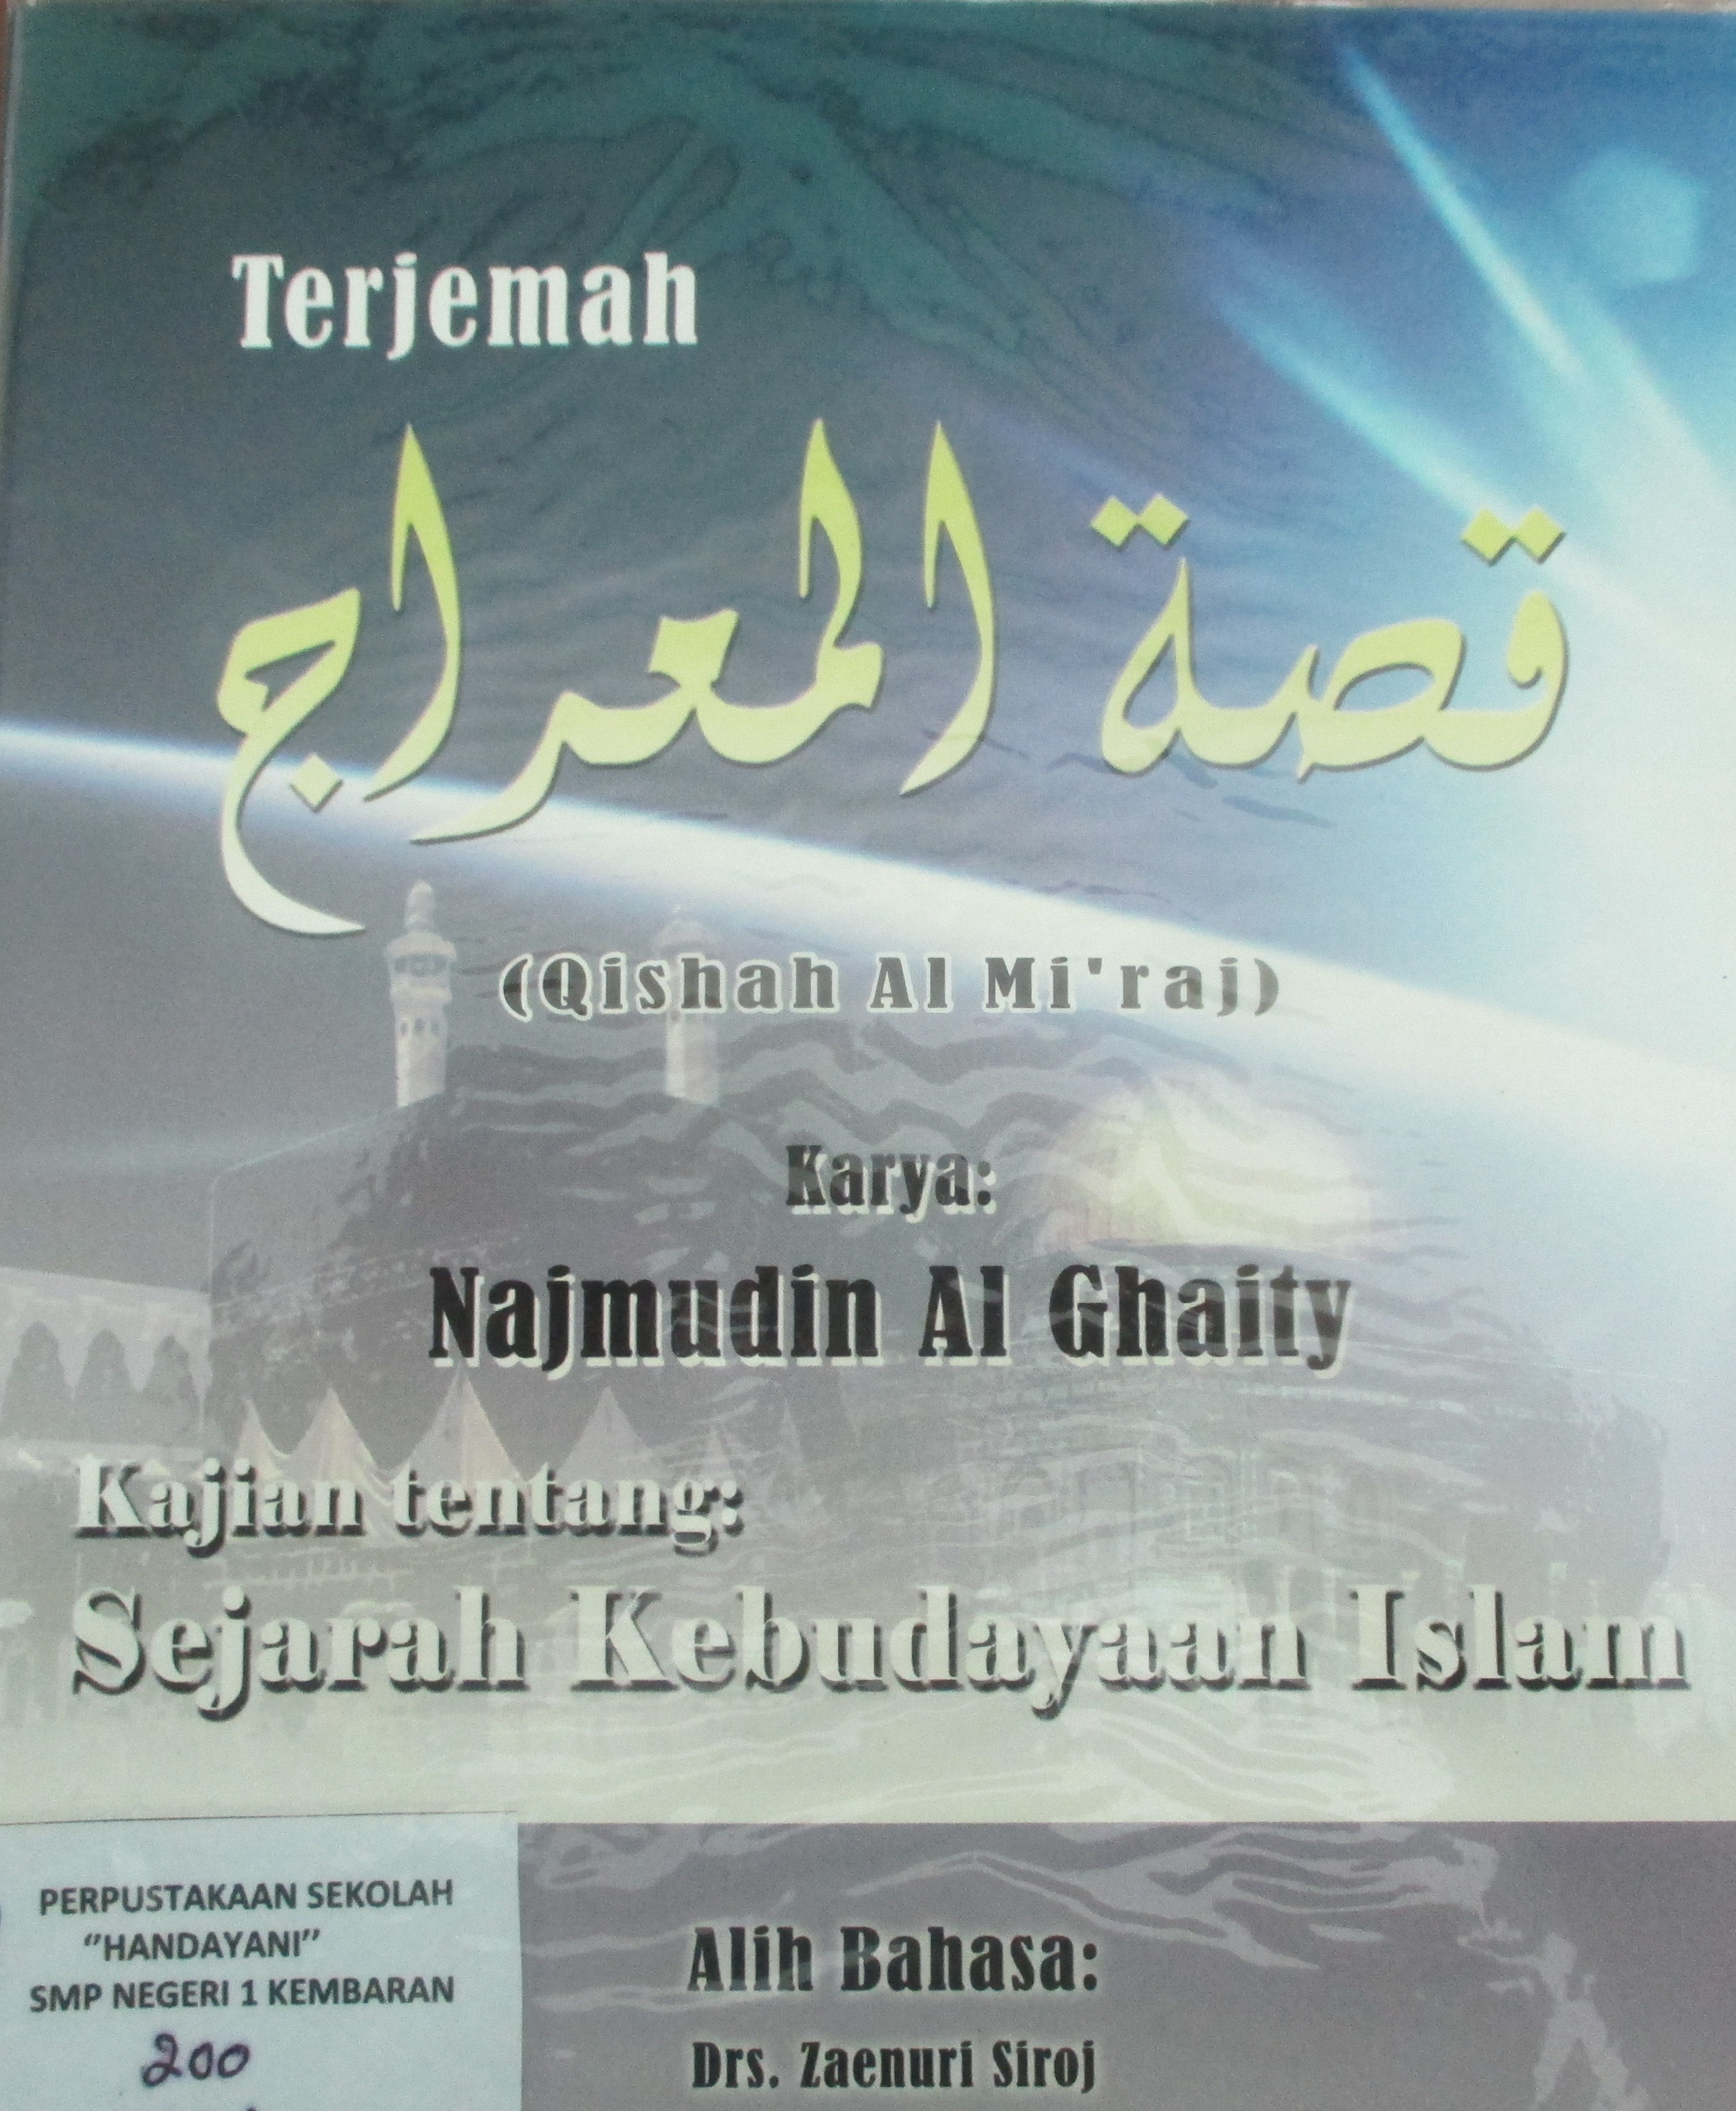 Terjemah
قصة المعراج
(Qishah Al Mi'raj)
Karya:
Najmudin Al Ghaity
Kajian tentang:
Sejarah Kebudayaan Islam
Alih Bahasa:
Drs. Zaenuri Siroj
PERPUSTAKAAN SEKOLAH
"HANDAYANI"
SMP NEGERI 1 KEMBARAN
200